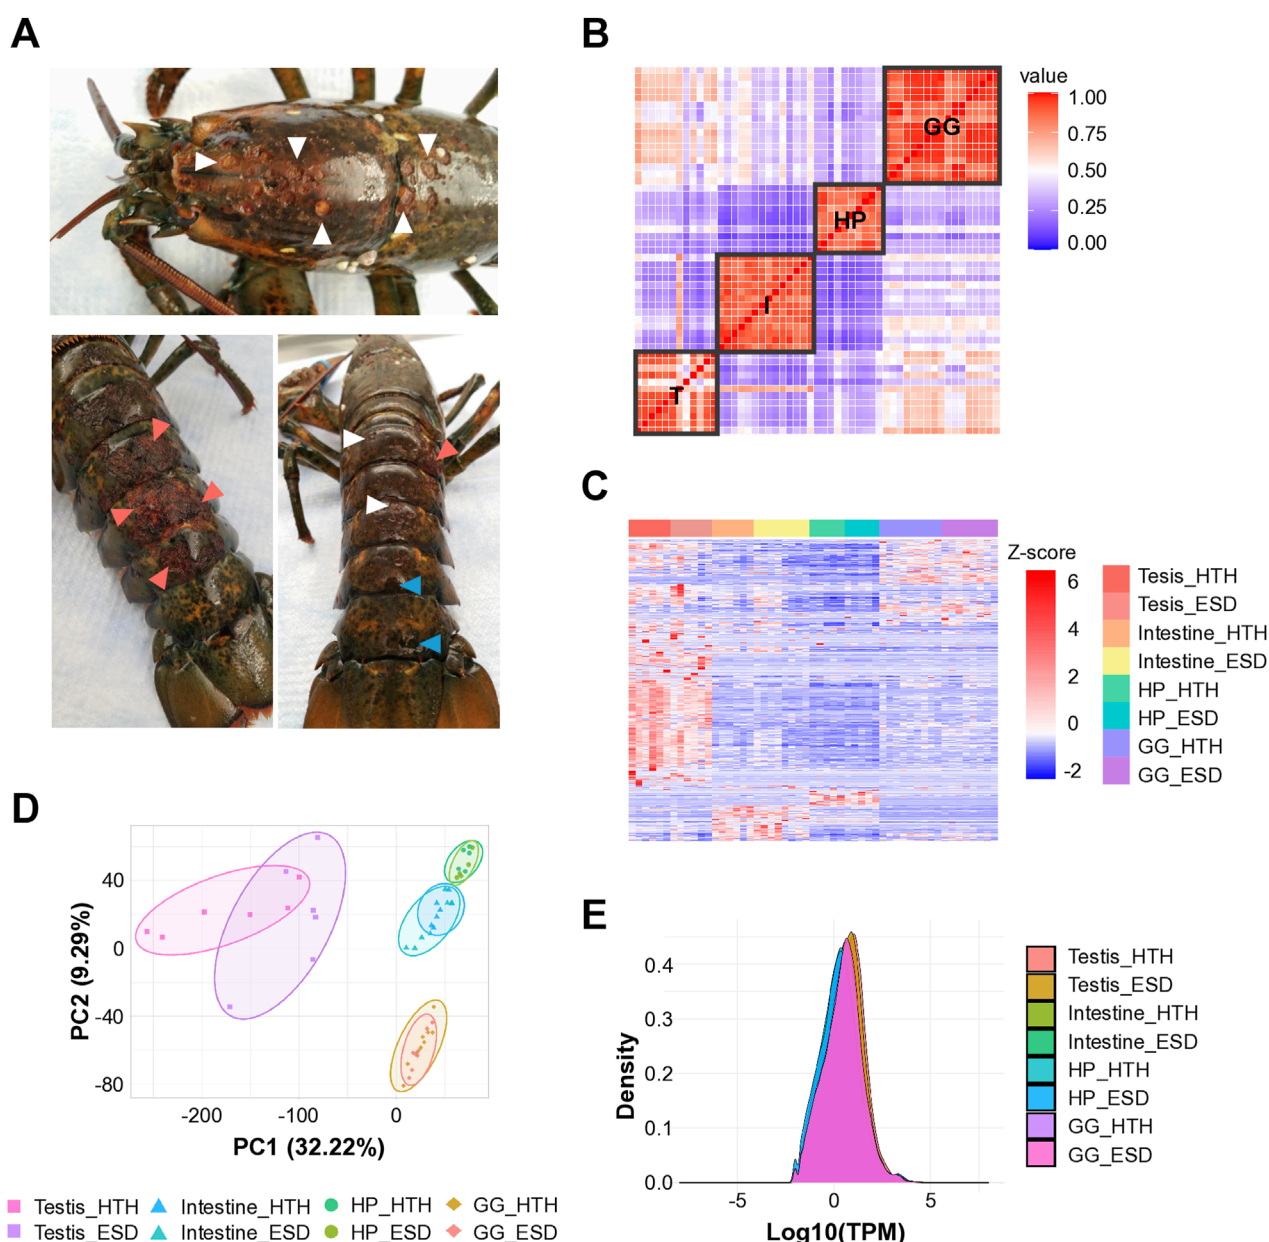 A
B
value
1.00
0.75
0.50
0.25
0.00
GG
HP
I
T
C
Z-score
6
4
2
0
-2
Tesis_HTH
Tesis_ESD
Intestine_HTH
Intestine_ESD
HP_HTH
HP_ESD
GG_HTH
GG_ESD
D
PC2 (9.29%)
40
0
-40
-80
-200 -100 0
PC1 (32.22%)
Testis_HTH Intestine_HTH HP_HTH GG_HTH
Testis_ESD Intestine_ESD HP_ESD GG_ESD
E
Density
0.4
0.3
0.2
0.1
0.0
-5 0 5
Log10(TPM)
Testis_HTH
Testis_ESD
Intestine_HTH
Intestine_ESD
HP_HTH
HP_ESD
GG_HTH
GG_ESD